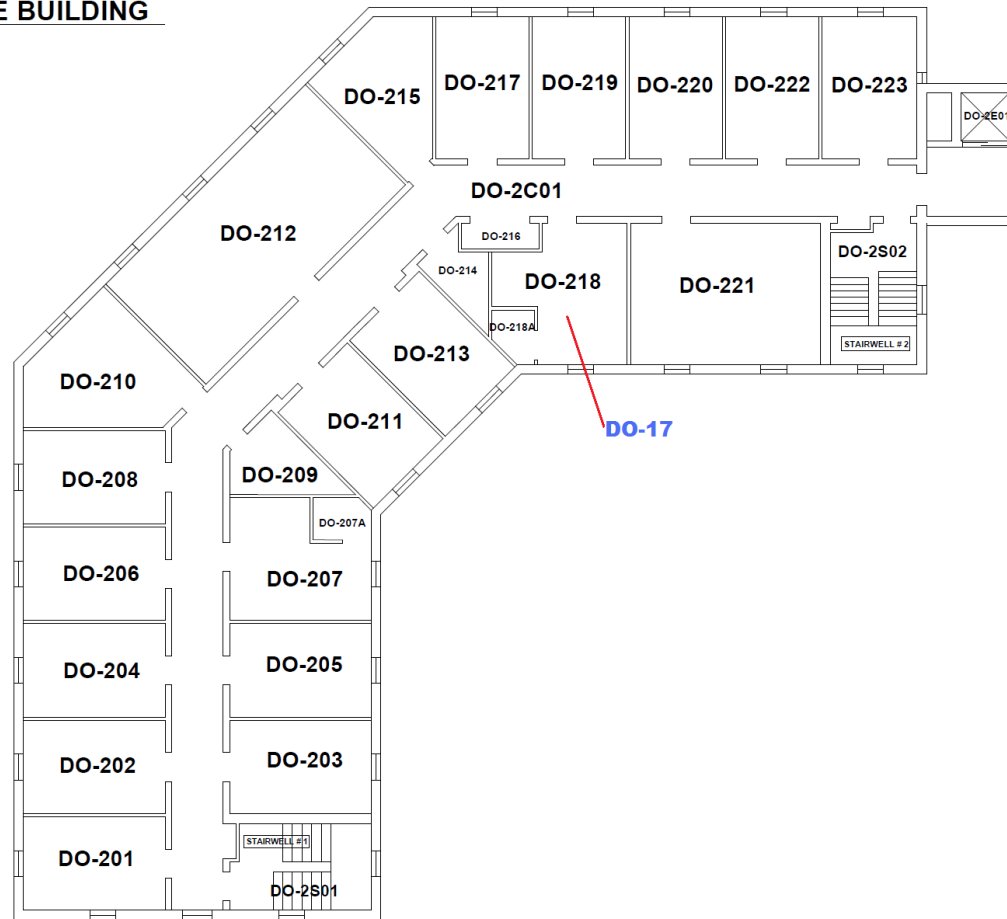 E BUILDING
DO-215
DO-217
DO-219
DO-220
DO-222
DO-223
DO-2E01
DO-2C01
DO-212
DO-216
DO-214
DO-218
DO-221
DO-2S02
DO-218A
STAIRWELL # 2
DO-213
DO-210
DO-211
DO-17
DO-209
DO-208
DO-207A
DO-206
DO-207
DO-204
DO-205
DO-202
DO-203
STAIRWELL # 1
DO-201
DO-2S01